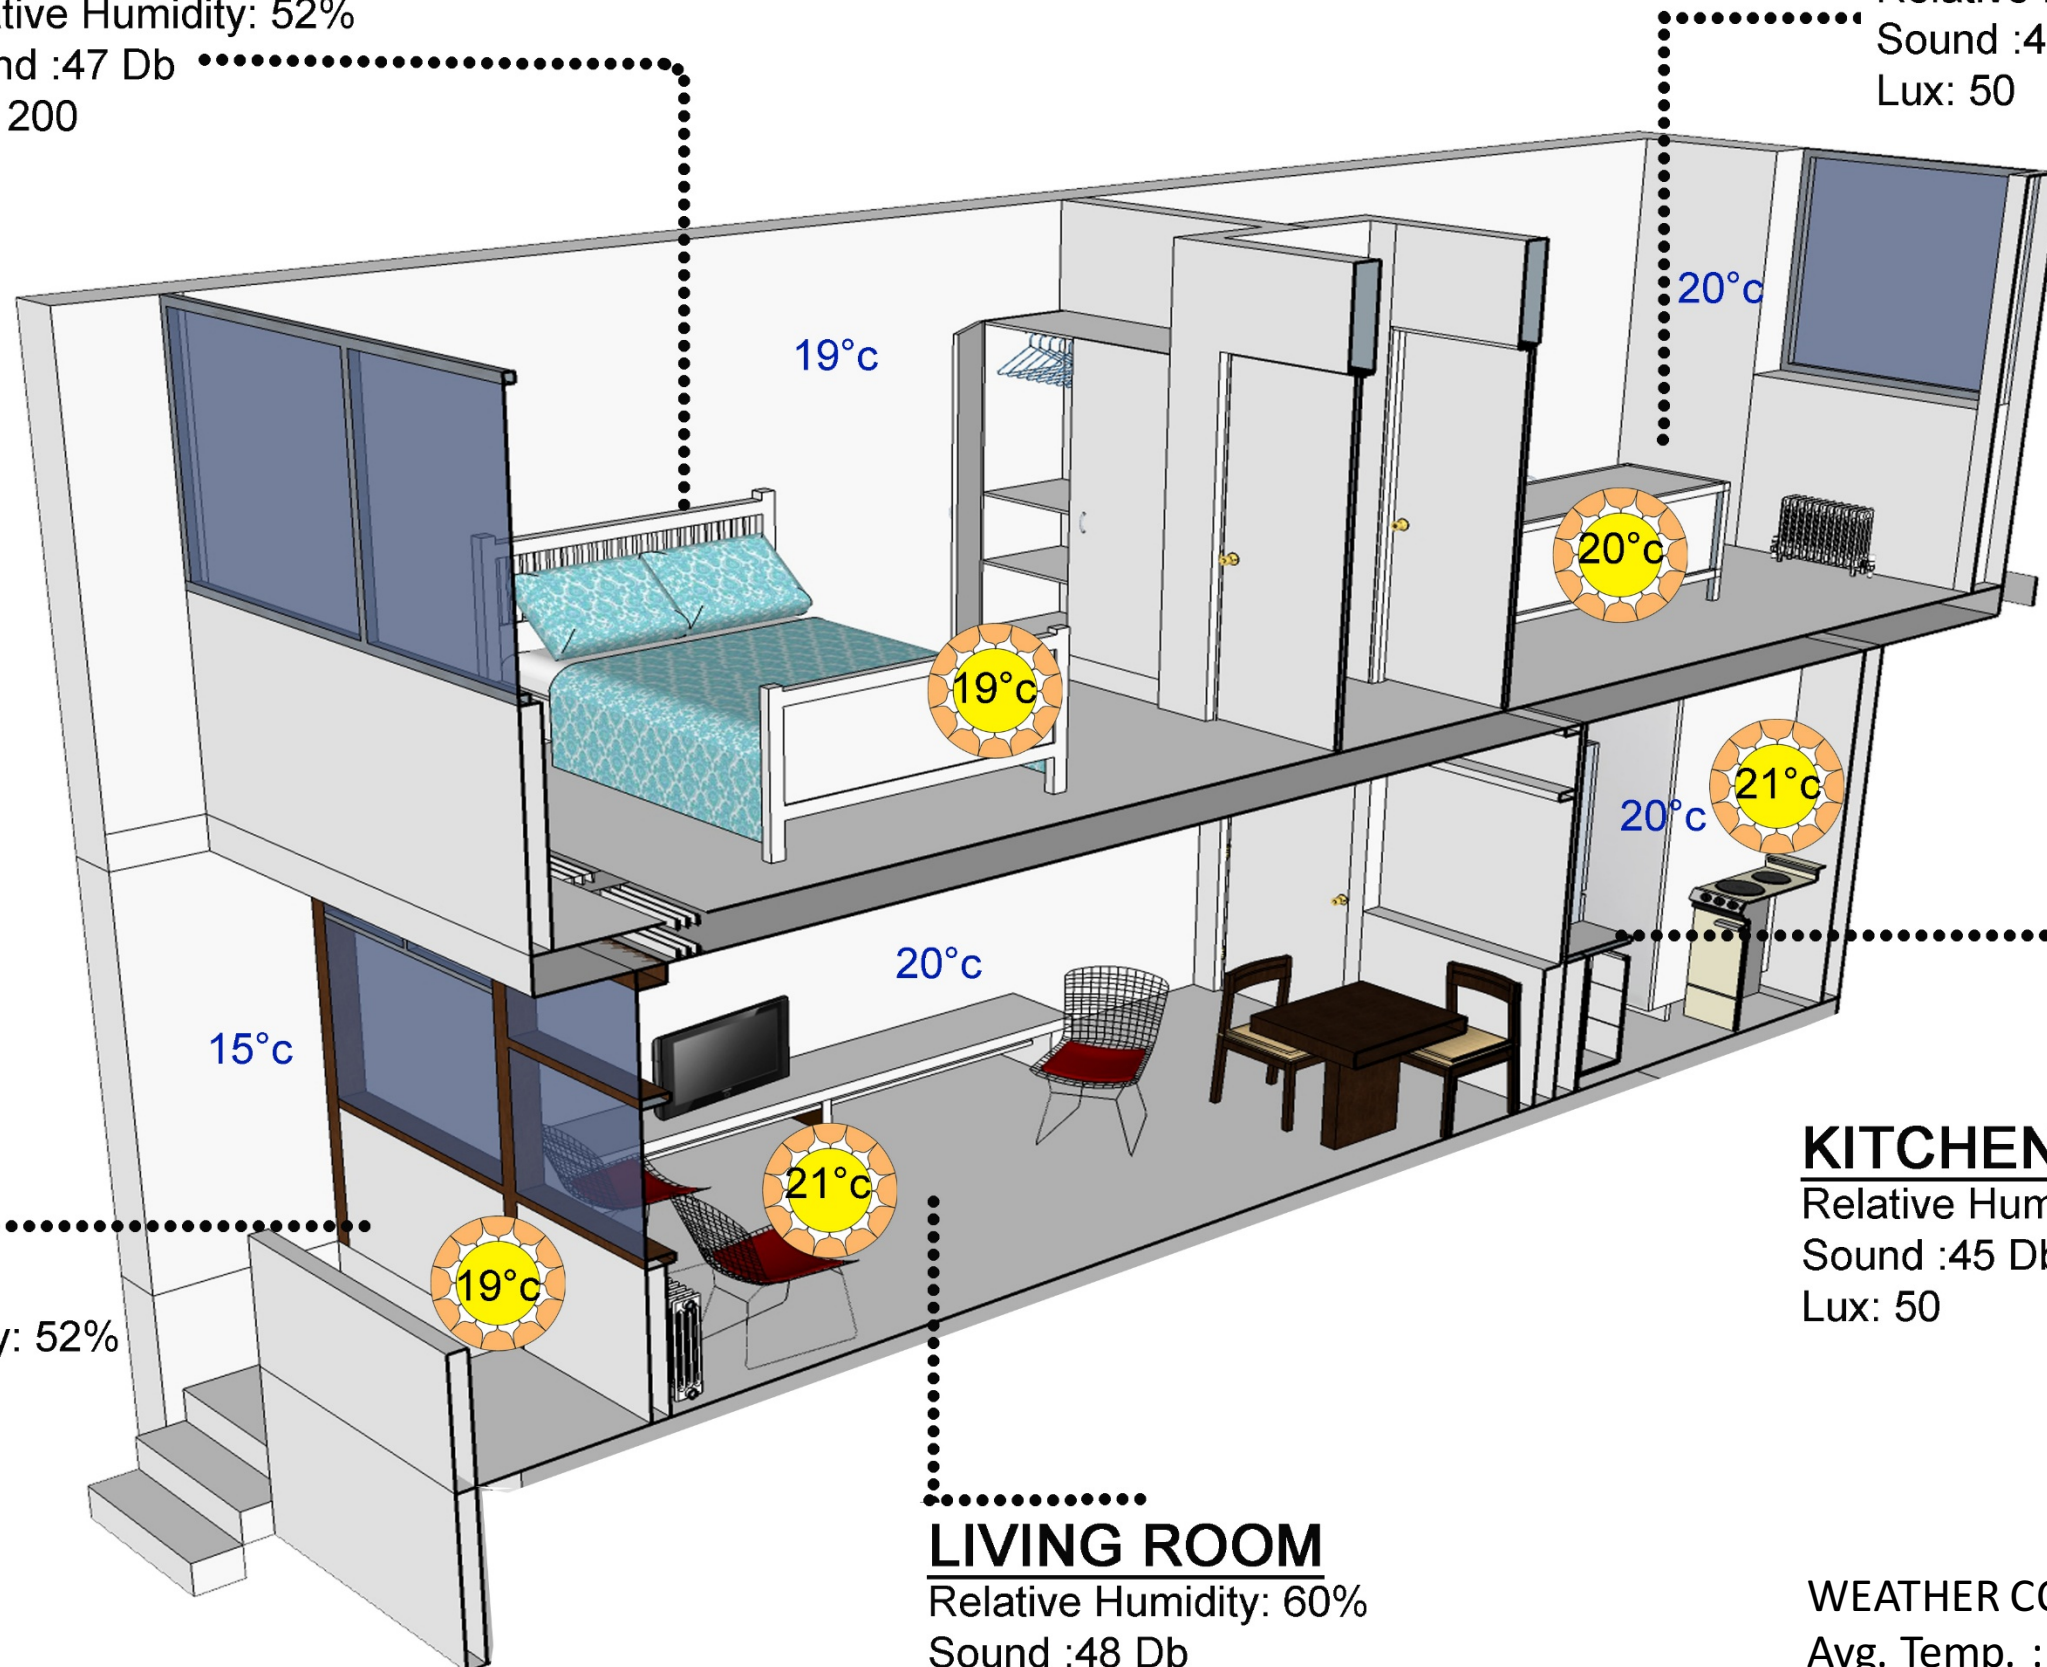 ative Humidity: 52%
nd :47 Db
200
Sound :4
Lux: 50
20°c
19°c
20°c
19°c
21°c
20°c
20°c
15°c
KITCHEN
Relative Hum
Sound :45 Db
Lux: 50
21°c
19°c
y: 52%
LIVING ROOM
Relative Humidity: 60%
Sound :48 Db
WEATHER CO
Avg. Temp. :